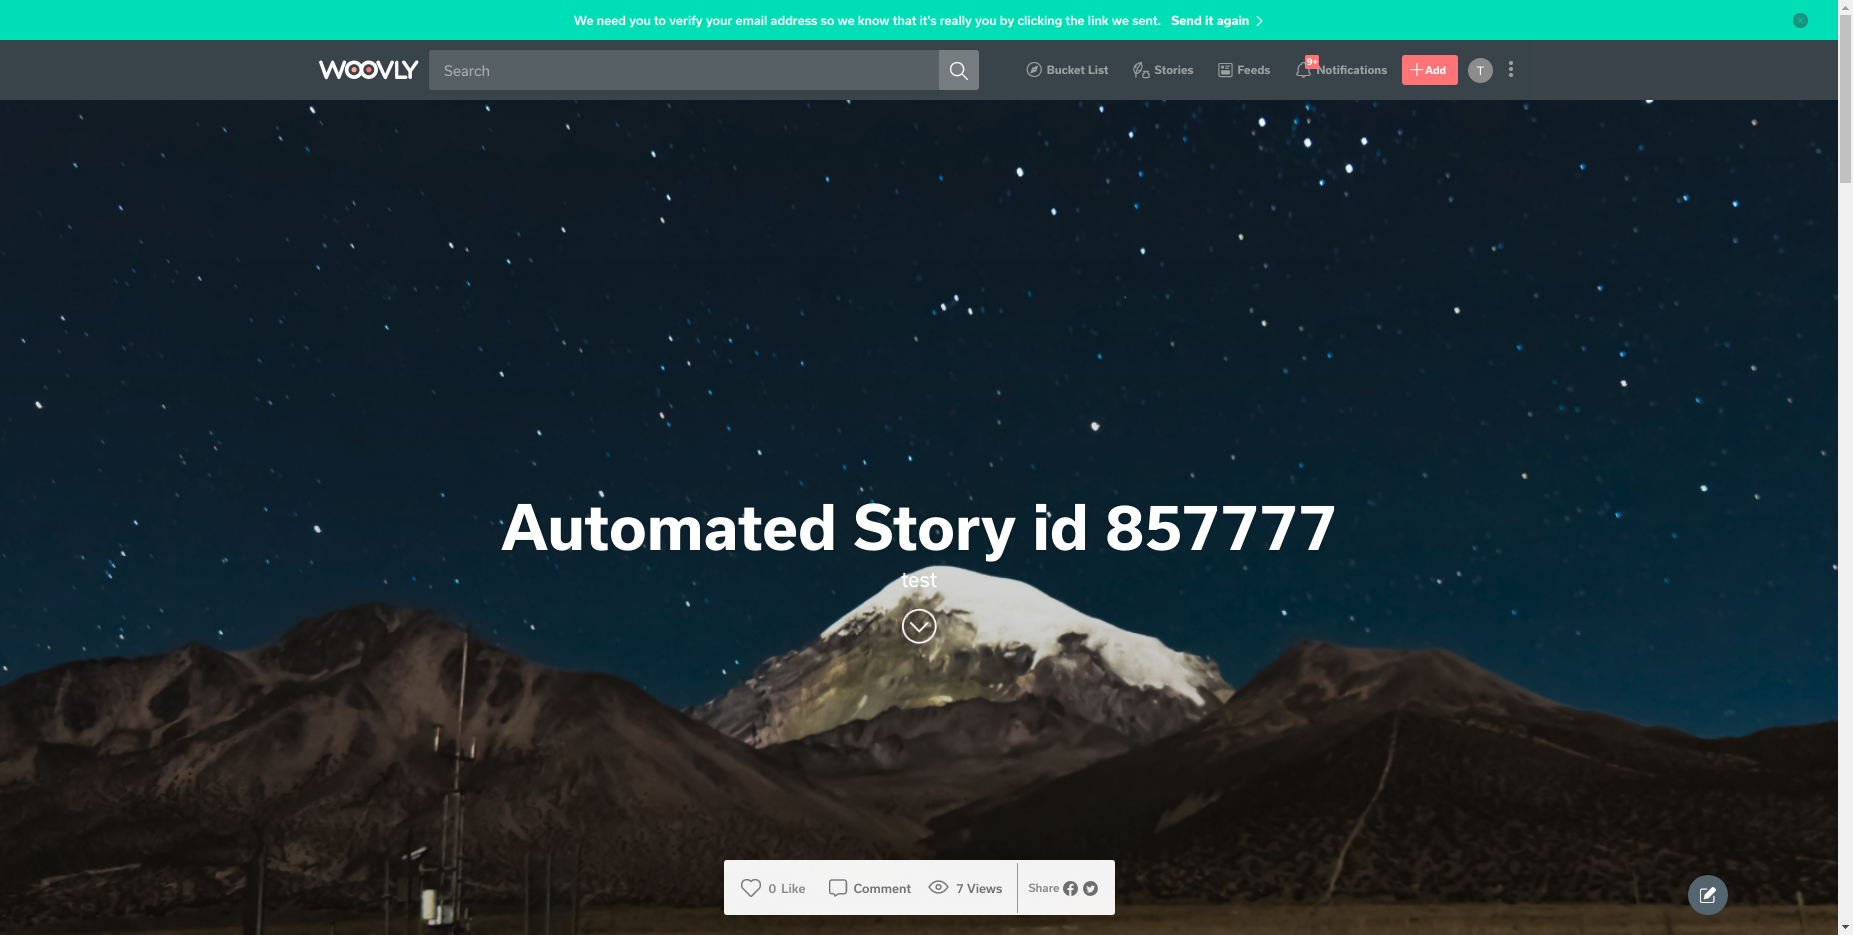 We need you to verify your email address so we know that it's really you by clicking the link we sent. Send it again
WOOVLY
Search
Bucket List
Stories
Feeds
9+
Notifications
Add
T
Automated Story id 857777
test
0 Like
Comment
7 Views
Share